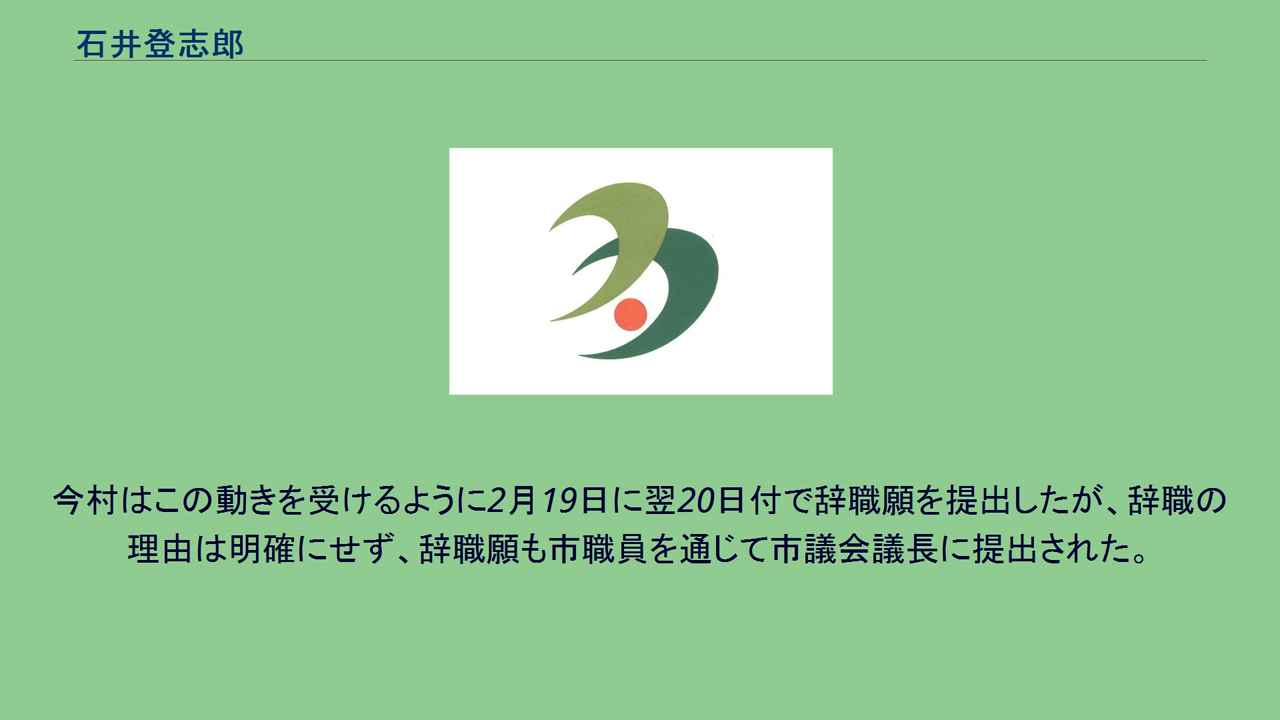 石井登志郎
今村はこの動きを受けるように2月19日に翌20日付で辞職願を提出したが、辞職の
理由は明確にせず、辞職願も市職員を通じて市議会議長に提出された。